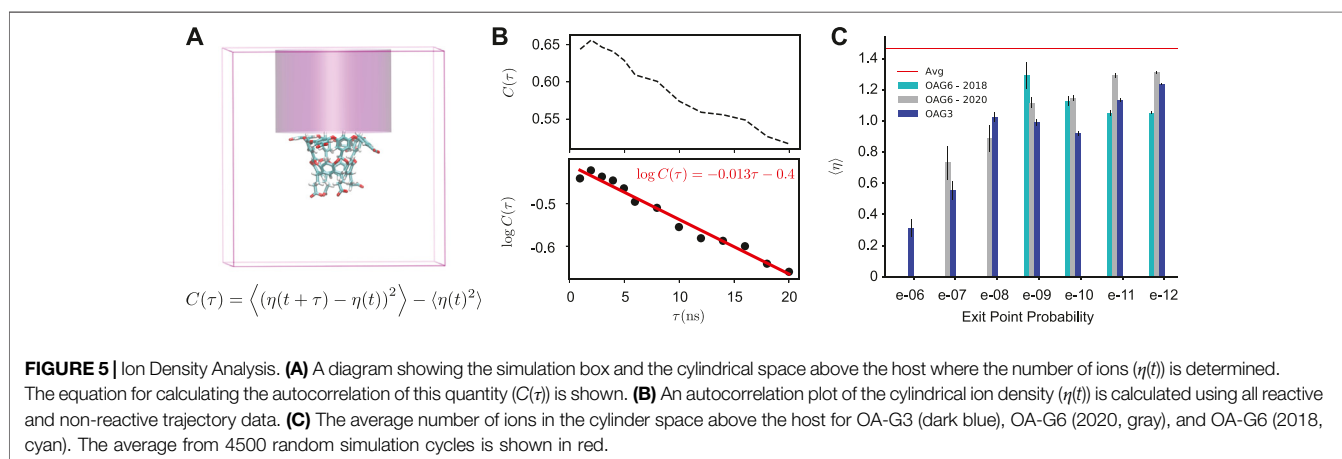 A
C(τ) = ⟨(η(t + τ) − η(t))²⟩ − ⟨η(t)²⟩
B
0.65
0.60
0.55
C(τ)
log C(τ) = −0.013τ − 0.4
-0.5
-0.6
log C(τ)
0 5 10 15 20
τ(ns)
C
Avg
OAG6 - 2018
OAG6 - 2020
OAG3
1.4
1.2
1.0
0.8
0.6
0.4
0.2
0
⟨η⟩
e-06 e-07 e-08 e-09 e-10 e-11 e-12
Exit Point Probability
FIGURE 5 | Ion Density Analysis. (A) A diagram showing the simulation box and the cylindrical space above the host where the number of ions (η(t)) is determined.
The equation for calculating the autocorrelation of this quantity (C(τ)) is shown. (B) An autocorrelation plot of the cylindrical ion density (η(t)) is calculated using all reactive
and non-reactive trajectory data. (C) The average number of ions in the cylinder space above the host for OA-G3 (dark blue), OA-G6 (2020, gray), and OA-G6 (2018,
cyan). The average from 4500 random simulation cycles is shown in red.